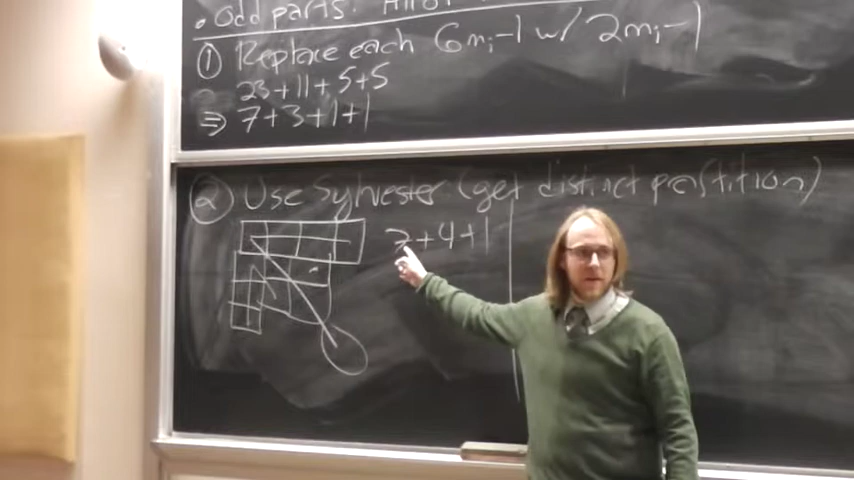 • Odd parts.
① Replace each 6mᵢ-1 w/ 2mᵢ-1
23+11+5+5
⇒ 7+3+1+1
② Use Sylvester (get distinct partition)
7+4+1